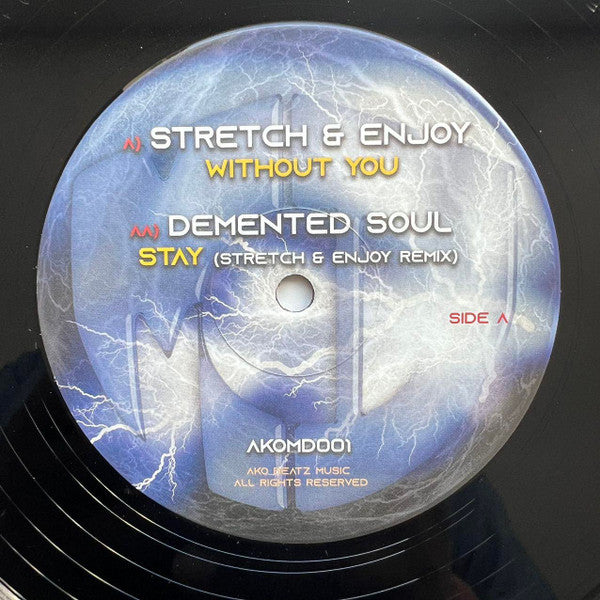 A) STRETCH & ENJOY
WITHOUT YOU
AA) DEMENTED SOUL
STAY (STRETCH & ENJOY REMIX)
SIDE A
AKOMD001
AKO BEATZ MUSIC
ALL RIGHTS RESERVED